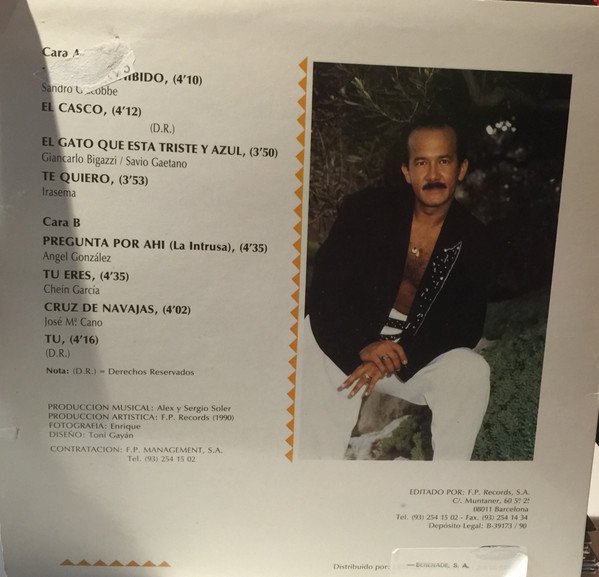 Cara A
HIBIDO, (4'10)
Sandro
EL CASCO, (4'12)
(D.R.)
EL GATO QUE ESTA TRISTE Y AZUL, (3'50)
Giancarlo Bigazzi / Savio Gaetano
TE QUIERO, (3'53)
Irasema
Cara B
PREGUNTA POR AHI (La Intrusa), (4'35)
Angel González
TU ERES, (4'35)
Chein García
CRUZ DE NAVAJAS, (4'02)
José Mª. Cano
TU, (4'16)
(D.R.)
Nota: (D.R.) = Derechos Reservados
PRODUCCION MUSICAL: Alex y Sergio Soler
PRODUCCION ARTISTICA: F.P. Records (1990)
FOTOGRAFIA: Enrique
DISEÑO: Toni Gayán
CONTRATACION: F.P. MANAGEMENT, S.A.
Tel. (93) 254 15 02
EDITADO POR: F.P. Records, S.A.
C/. Muntaner, 60 5º 2ª
08011 Barcelona
Tel. (93) 254 15 02 - Fax. (93) 254 14 34
Depósito Legal: B-39173 / 90
Distribuido por: S. A.